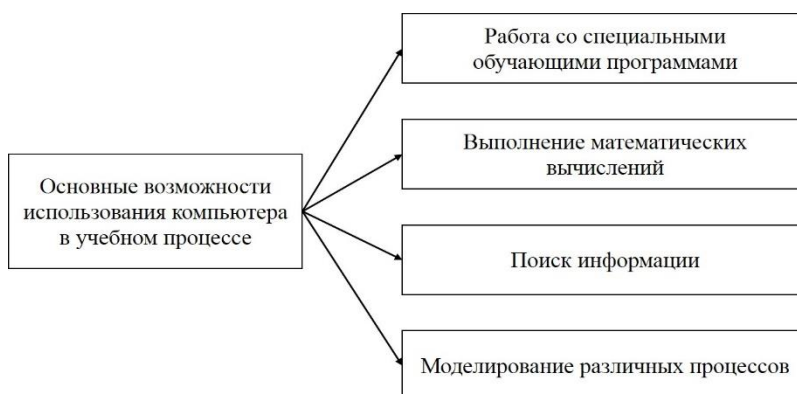 Основные возможности
использования компьютера
в учебном процессе
Работа со специальными
обучающими программами
Выполнение математических
вычислений
Поиск информации
Моделирование различных процессов